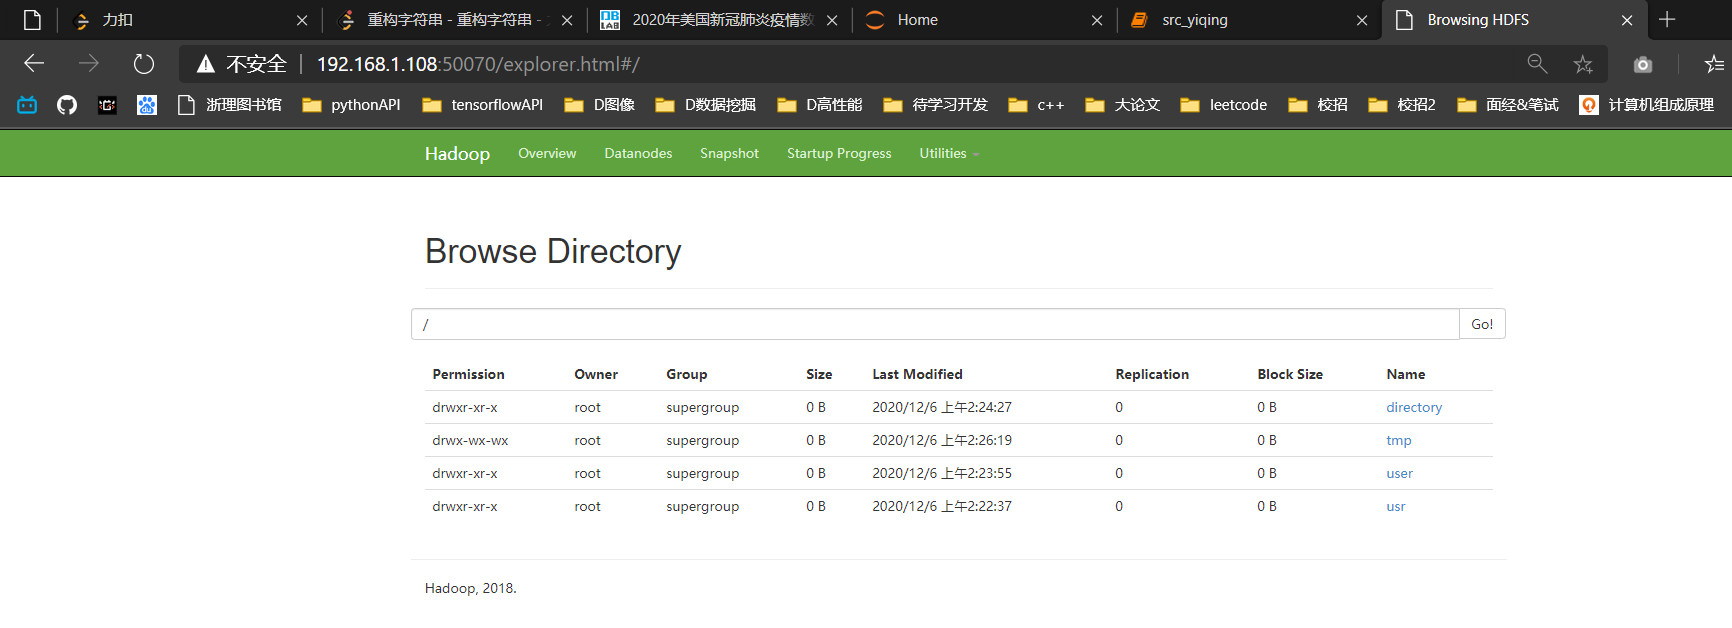 力扣 重构字符串 - 重构字符串 - 2020年美国新冠肺炎疫情数 Home src_yiqing Browsing HDFS
不安全 192.168.1.108:50070/explorer.html#/
浙理图书馆 pythonAPI tensorflowAPI D图像 D数据挖掘 D高性能 待学习开发 c++ 大论文 leetcode 校招 校招2 面经&笔试 计算机组成原理
Hadoop Overview Datanodes Snapshot Startup Progress Utilities
Browse Directory
/ Go!
Permission Owner Group Size Last Modified Replication Block Size Name
drwxr-xr-x root supergroup 0 B 2020/12/6 上午2:24:27 0 0 B directory
drwx-wx-wx root supergroup 0 B 2020/12/6 上午2:26:19 0 0 B tmp
drwxr-xr-x root supergroup 0 B 2020/12/6 上午2:23:55 0 0 B user
drwxr-xr-x root supergroup 0 B 2020/12/6 上午2:22:37 0 0 B usr
Hadoop, 2018.